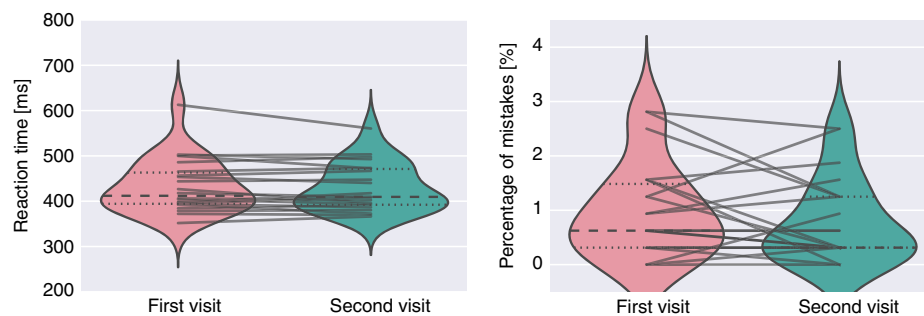 800
700
600
500
400
300
200
Reaction time [ms]
First visit
Second visit
4
3
2
1
0
Percentage of mistakes [%]
First visit
Second visit